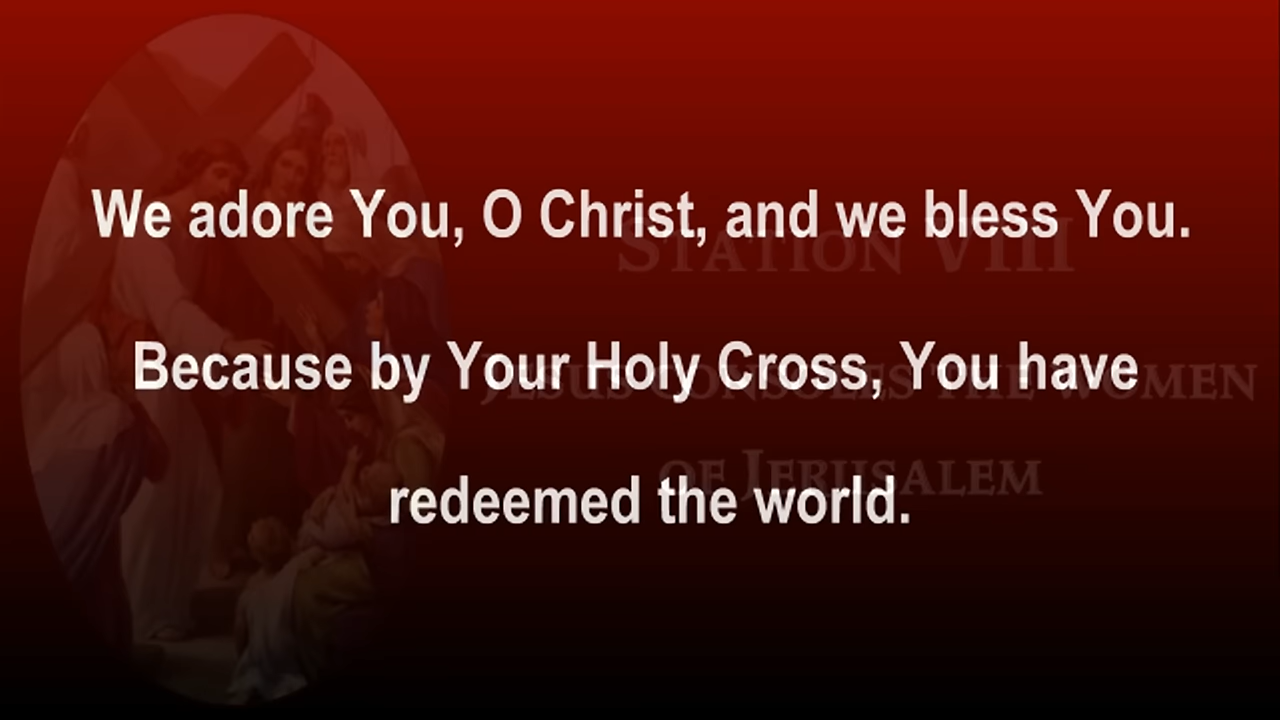 We adore You, O Christ, and we bless You.
STATION VIII
Because by Your Holy Cross, You have
JESUS CONSOLES THE WOMEN
OF JERUSALEM
redeemed the world.